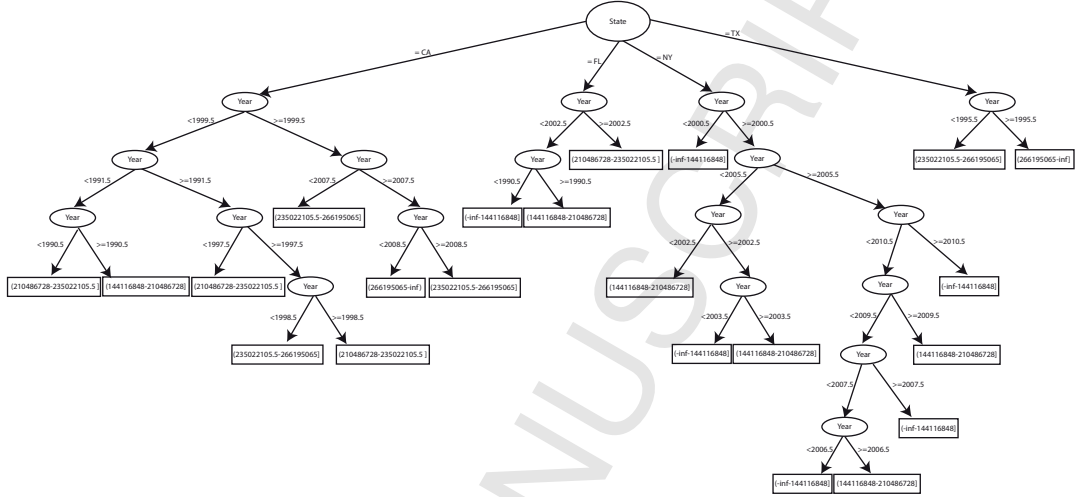 State
= CA
= FL
= NY
= TX
Year
Year
Year
Year
<1999.5
>=1999.5
<2002.5
>=2002.5
<2000.5
>=2000.5
<1995.5
>=1995.5
Year
Year
Year
(210486728-235022105.5 ]
(-inf-144116848]
Year
(235022105.5-266195065]
(266195065-inf]
<1991.5
>=1991.5
<2007.5
>=2007.5
<1990.5
>=1990.5
<2005.5
>=2005.5
Year
Year
(235022105.5-266195065]
Year
(-inf-144116848]
(144116848-210486728]
Year
Year
<1990.5
>=1990.5
<1997.5
>=1997.5
<2008.5
>=2008.5
<2002.5
>=2002.5
<2010.5
>=2010.5
(210486728-235022105.5 ]
(144116848-210486728]
(210486728-235022105.5 ]
Year
(266195065-inf)
(235022105.5-266195065]
(144116848-210486728]
Year
Year
(-inf-144116848]
<1998.5
>=1998.5
<2003.5
>=2003.5
<2009.5
>=2009.5
(235022105.5-266195065]
(210486728-235022105.5 ]
(-inf-144116848]
(144116848-210486728]
Year
(144116848-210486728]
<2007.5
>=2007.5
Year
(-inf-144116848]
<2006.5
>=2006.5
(-inf-144116848]
(144116848-210486728]
NUSCRIP